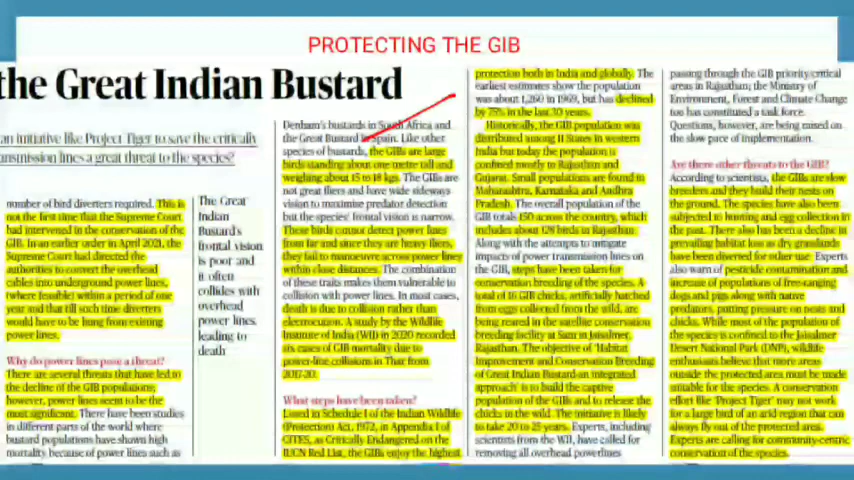 PROTECTING THE GIB
the Great Indian Bustard
an initiative like Project Tiger to save the critically
transmission lines a great threat to the species?
number of bird diverters required. This is
not the first time that the Supreme Court
had intervened in the conservation of the
GIB. In an earlier order in April 2021, the
Supreme Court had directed the
authorities to convert the overhead
cables into underground power lines,
(where feasible) within a period of one
year and that till such time diverters
would have to be hung from existing
power lines.
Why do power lines pose a threat?
There are several threats that have led to
the decline of the GIB populations;
however, power lines seem to be the
most significant. There have been studies
in different parts of the world where
bustard populations have shown high
mortality because of power lines such as
The Great
Indian
Bustard's
frontal vision
is poor and
it often
collides with
overhead
power lines
leading to
death
Denham's bustards in South Africa and
the Great Bustard in Spain. Like other
species of bustards, the GIBs are large
birds standing about one metre tall and
weighing about 15 to 18 kgs. The GIBs are
not great fliers and have wide sideways
vision to maximise predator detection
but the species' frontal vision is narrow.
These birds cannot detect power lines
from far and since they are heavy fliers,
they fail to manoeuvre across power lines
within close distances. The combination
of these traits makes them vulnerable to
collision with power lines. In most cases,
death is due to collision rather than
electrocution. A study by the Wildlife
Institute of India (WII) in 2020 recorded
six cases of GIB mortality due to
power-line collisions in Thar from
2017-20.
What steps have been taken?
Listed in Schedule I of the Indian Wildlife
(Protection) Act, 1972, in Appendix I of
CITES, as Critically Endangered on the
IUCN Red List, the GIBs enjoy the highest
protection both in India and globally. The
earliest estimates show the population
was about 1,260 in 1969, but has declined
by 75% in the last 30 years.
Historically, the GIB population was
distributed among 11 States in western
India but today the population is
confined mostly to Rajasthan and
Gujarat. Small populations are found in
Maharashtra, Karnataka and Andhra
Pradesh. The overall population of the
GIB totals 150 across the country, which
includes about 128 birds in Rajasthan.
Along with the attempts to mitigate
impacts of power transmission lines on
the GIB, steps have been taken for
conservation breeding of the species. A
total of 16 GIB chicks, artificially hatched
from eggs collected from the wild, are
being reared in the satellite conservation
breeding facility at Sam in Jaisalmer,
Rajasthan. The objective of 'Habitat
Improvement and Conservation Breeding
of Great Indian Bustard-an integrated
approach' is to build the captive
population of the GIBs and to release the
chicks in the wild. The initiative is likely
to take 20 to 25 years. Experts, including
scientists from the WII, have called for
removing all overhead powerlines
passing through the GIB priority/critical
areas in Rajasthan; the Ministry of
Environment, Forest and Climate Change
too has constituted a task force.
Questions, however, are being raised on
the slow pace of implementation.
Are there other threats to the GIB?
According to scientists, the GIBs are slow
breeders and they build their nests on
the ground. The species have also been
subjected to hunting and egg collection in
the past. There also has been a decline in
prevailing habitat loss as dry grasslands
have been diverted for other use. Experts
also warn of pesticide contamination and
increase of populations of free-ranging
dogs and pigs along with native
predators, putting pressure on nests and
chicks. While most of the population of
the species is confined to the Jaisalmer
Desert National Park (DNP), wildlife
enthusiasts believe that more areas
outside the protected area must be made
suitable for the species. A conservation
effort like 'Project Tiger' may not work
for a large bird of an arid region that can
always fly out of the protected area.
Experts are calling for community-centric
conservation of the species.